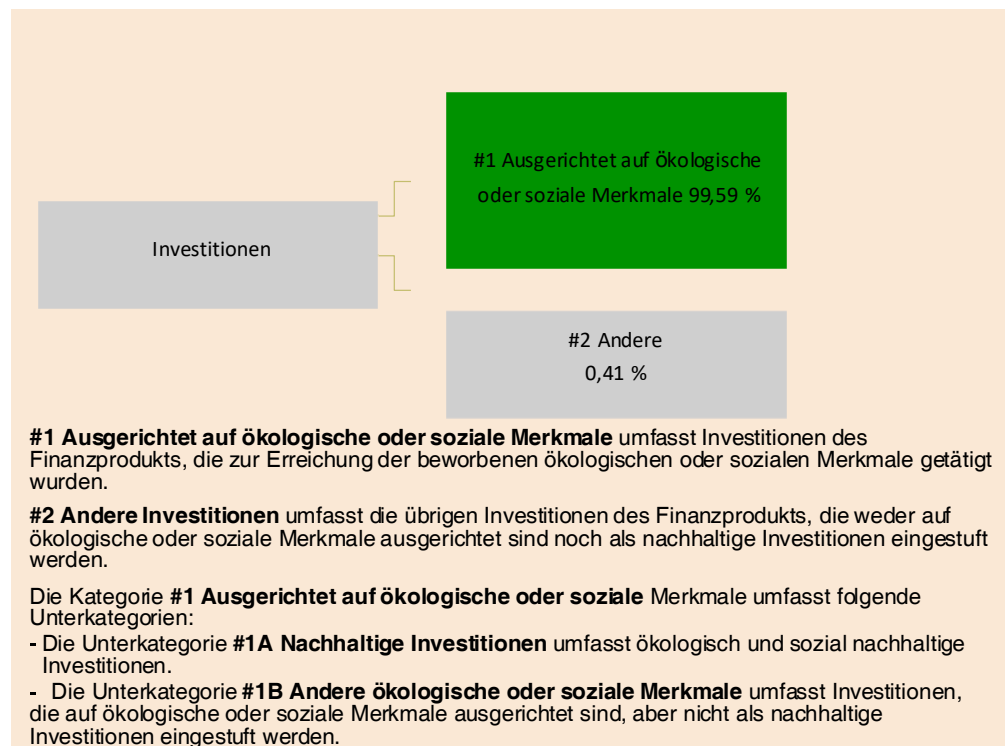 #1 Ausgerichtet auf ökologische
oder soziale Merkmale 99,59 %
Investitionen
#2 Andere
0,41 %
#1 Ausgerichtet auf ökologische oder soziale Merkmale umfasst Investitionen des
Finanzprodukts, die zur Erreichung der beworbenen ökologischen oder sozialen Merkmale getätigt
wurden.
#2 Andere Investitionen umfasst die übrigen Investitionen des Finanzprodukts, die weder auf
ökologische oder soziale Merkmale ausgerichtet sind noch als nachhaltige Investitionen eingestuft
werden.
Die Kategorie #1 Ausgerichtet auf ökologische oder soziale Merkmale umfasst folgende
Unterkategorien:
- Die Unterkategorie #1A Nachhaltige Investitionen umfasst ökologisch und sozial nachhaltige
Investitionen.
- Die Unterkategorie #1B Andere ökologische oder soziale Merkmale umfasst Investitionen,
die auf ökologische oder soziale Merkmale ausgerichtet sind, aber nicht als nachhaltige
Investitionen eingestuft werden.